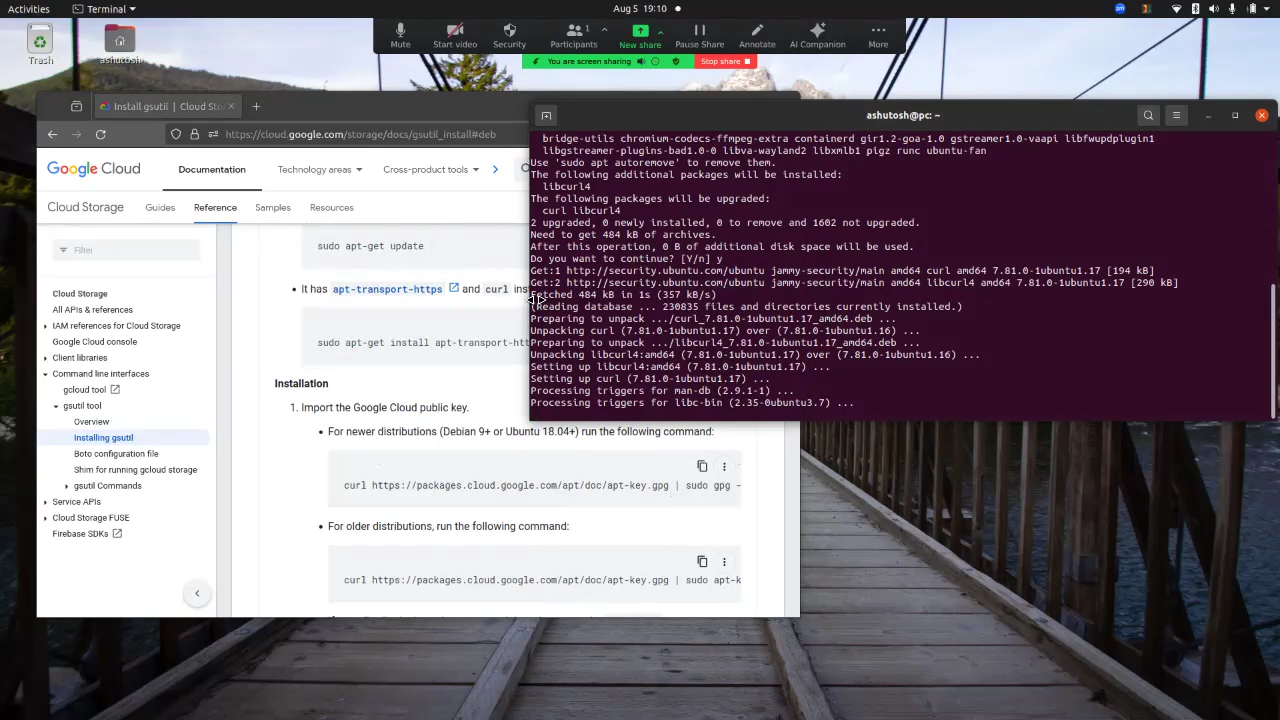 Activities
Terminal
Aug 5 19:10
Trash
ashutosh
Mute
Start video
Security
Participants
1
New share
Pause Share
Annotate
AI Companion
More
You are screen sharing
Stop share
Install gsutil | Cloud Sto
https://cloud.google.com/storage/docs/gsutil_install#deb
Google Cloud
Documentation
Technology areas
Cross-product tools
Cloud Storage
Guides
Reference
Samples
Resources
Filter
Cloud Storage
All APIs & references
IAM references for Cloud Storage
Google Cloud console
Client libraries
Command line interfaces
gcloud tool
gsutil tool
Overview
Installing gsutil
Boto configuration file
Shim for running gcloud storage
gsutil Commands
Service APIs
Cloud Storage FUSE
Firebase SDKs
sudo apt-get update
• It has apt-transport-https and curl inst
sudo apt-get install apt-transport-htt
Installation
1. Import the Google Cloud public key.
• For newer distributions (Debian 9+ or Ubuntu 18.04+) run the following command:
curl https://packages.cloud.google.com/apt/doc/apt-key.gpg | sudo gpg -
• For older distributions, run the following command:
curl https://packages.cloud.google.com/apt/doc/apt-key.gpg | sudo apt-k
ashutosh@pc: ~
bridge-utils chromium-codecs-ffmpeg-extra containerd gir1.2-goa-1.0 gstreamer1.0-vaapi libfwupdplugin1
libgstreamer-plugins-bad1.0-0 libva-wayland2 libxmlb1 pigz runc ubuntu-fan
Use 'sudo apt autoremove' to remove them.
The following additional packages will be installed:
libcurl4
The following packages will be upgraded:
curl libcurl4
2 upgraded, 0 newly installed, 0 to remove and 1602 not upgraded.
Need to get 484 kB of archives.
After this operation, 0 B of additional disk space will be used.
Do you want to continue? [Y/n] y
Get:1 http://security.ubuntu.com/ubuntu jammy-security/main amd64 curl amd64 7.81.0-1ubuntu1.17 [194 kB]
Get:2 http://security.ubuntu.com/ubuntu jammy-security/main amd64 libcurl4 amd64 7.81.0-1ubuntu1.17 [290 kB]
Fetched 484 kB in 1s (357 kB/s)
(Reading database ... 230835 files and directories currently installed.)
Preparing to unpack .../curl_7.81.0-1ubuntu1.17_amd64.deb ...
Unpacking curl (7.81.0-1ubuntu1.17) over (7.81.0-1ubuntu1.16) ...
Preparing to unpack .../libcurl4_7.81.0-1ubuntu1.17_amd64.deb ...
Unpacking libcurl4:amd64 (7.81.0-1ubuntu1.17) over (7.81.0-1ubuntu1.16) ...
Setting up libcurl4:amd64 (7.81.0-1ubuntu1.17) ...
Setting up curl (7.81.0-1ubuntu1.17) ...
Processing triggers for man-db (2.9.1-1) ...
Processing triggers for libc-bin (2.35-0ubuntu3.7) ...